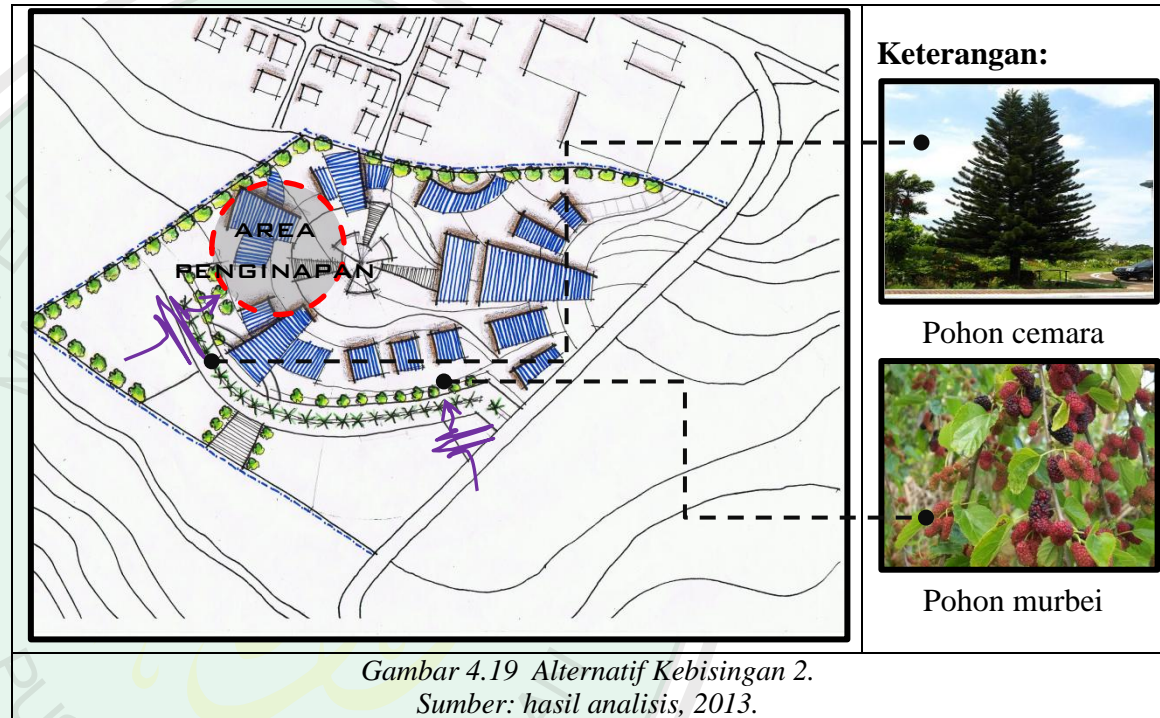 Keterangan:
AREA
PENGINAPAN
Pohon cemara
Pohon murbei
Gambar 4.19  Alternatif Kebisingan 2.
Sumber: hasil analisis, 2013.